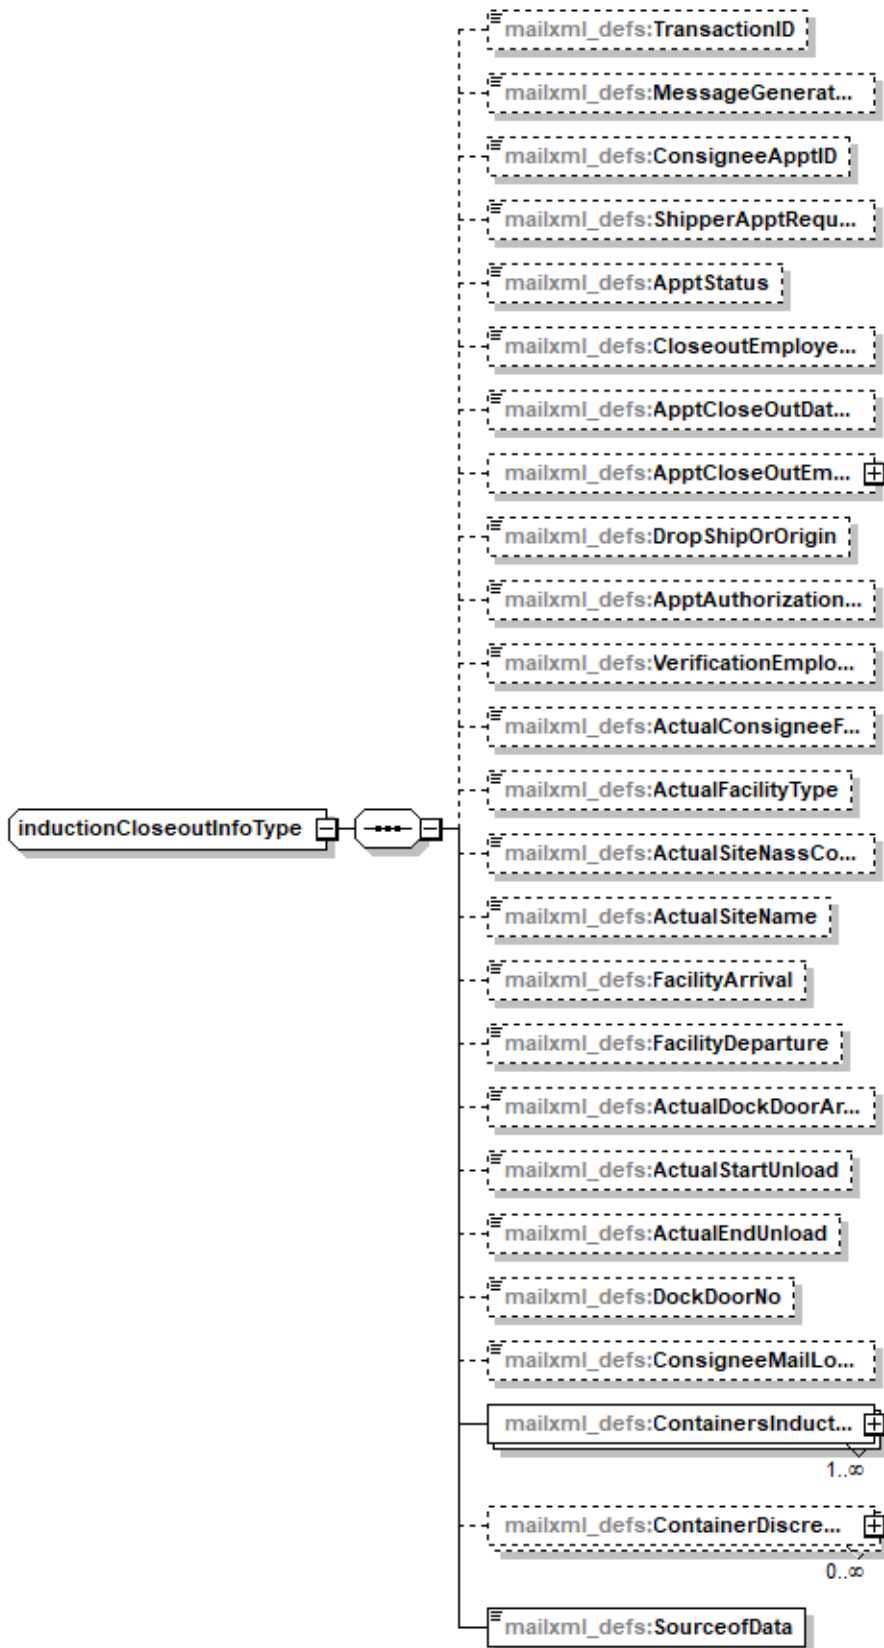 mailxml_defs:TransactionID
mailxml_defs:MessageGenerat...
mailxml_defs:ConsigneeApptID
mailxml_defs:ShipperApptRequ...
mailxml_defs:ApptStatus
mailxml_defs:CloseoutEmploye...
mailxml_defs:ApptCloseOutDat...
mailxml_defs:ApptCloseOutEm...
mailxml_defs:DropShipOrOrigin
mailxml_defs:ApptAuthorization...
mailxml_defs:VerificationEmplo...
mailxml_defs:ActualConsigneeF...
mailxml_defs:ActualFacilityType
inductionCloseoutInfoType
mailxml_defs:ActualSiteNassCo...
mailxml_defs:ActualSiteName
mailxml_defs:FacilityArrival
mailxml_defs:FacilityDeparture
mailxml_defs:ActualDockDoorAr...
mailxml_defs:ActualStartUnload
mailxml_defs:ActualEndUnload
mailxml_defs:DockDoorNo
mailxml_defs:ConsigneeMailLo...
mailxml_defs:ContainersInduct...
1..∞
mailxml_defs:ContainerDiscre...
0..∞
mailxml_defs:SourceofData